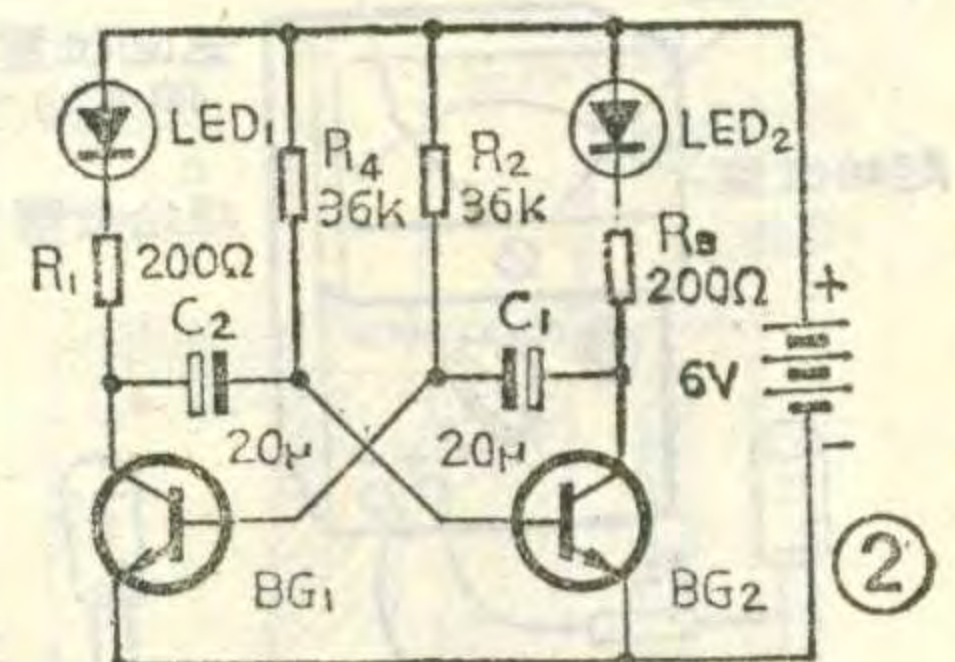 LED₁
R₄
36k
R₂
36k
LED₂
R₁
200Ω
R₃
200Ω
C₂
20μ
C₁
20μ
+
6V
−
BG₁
BG₂
②